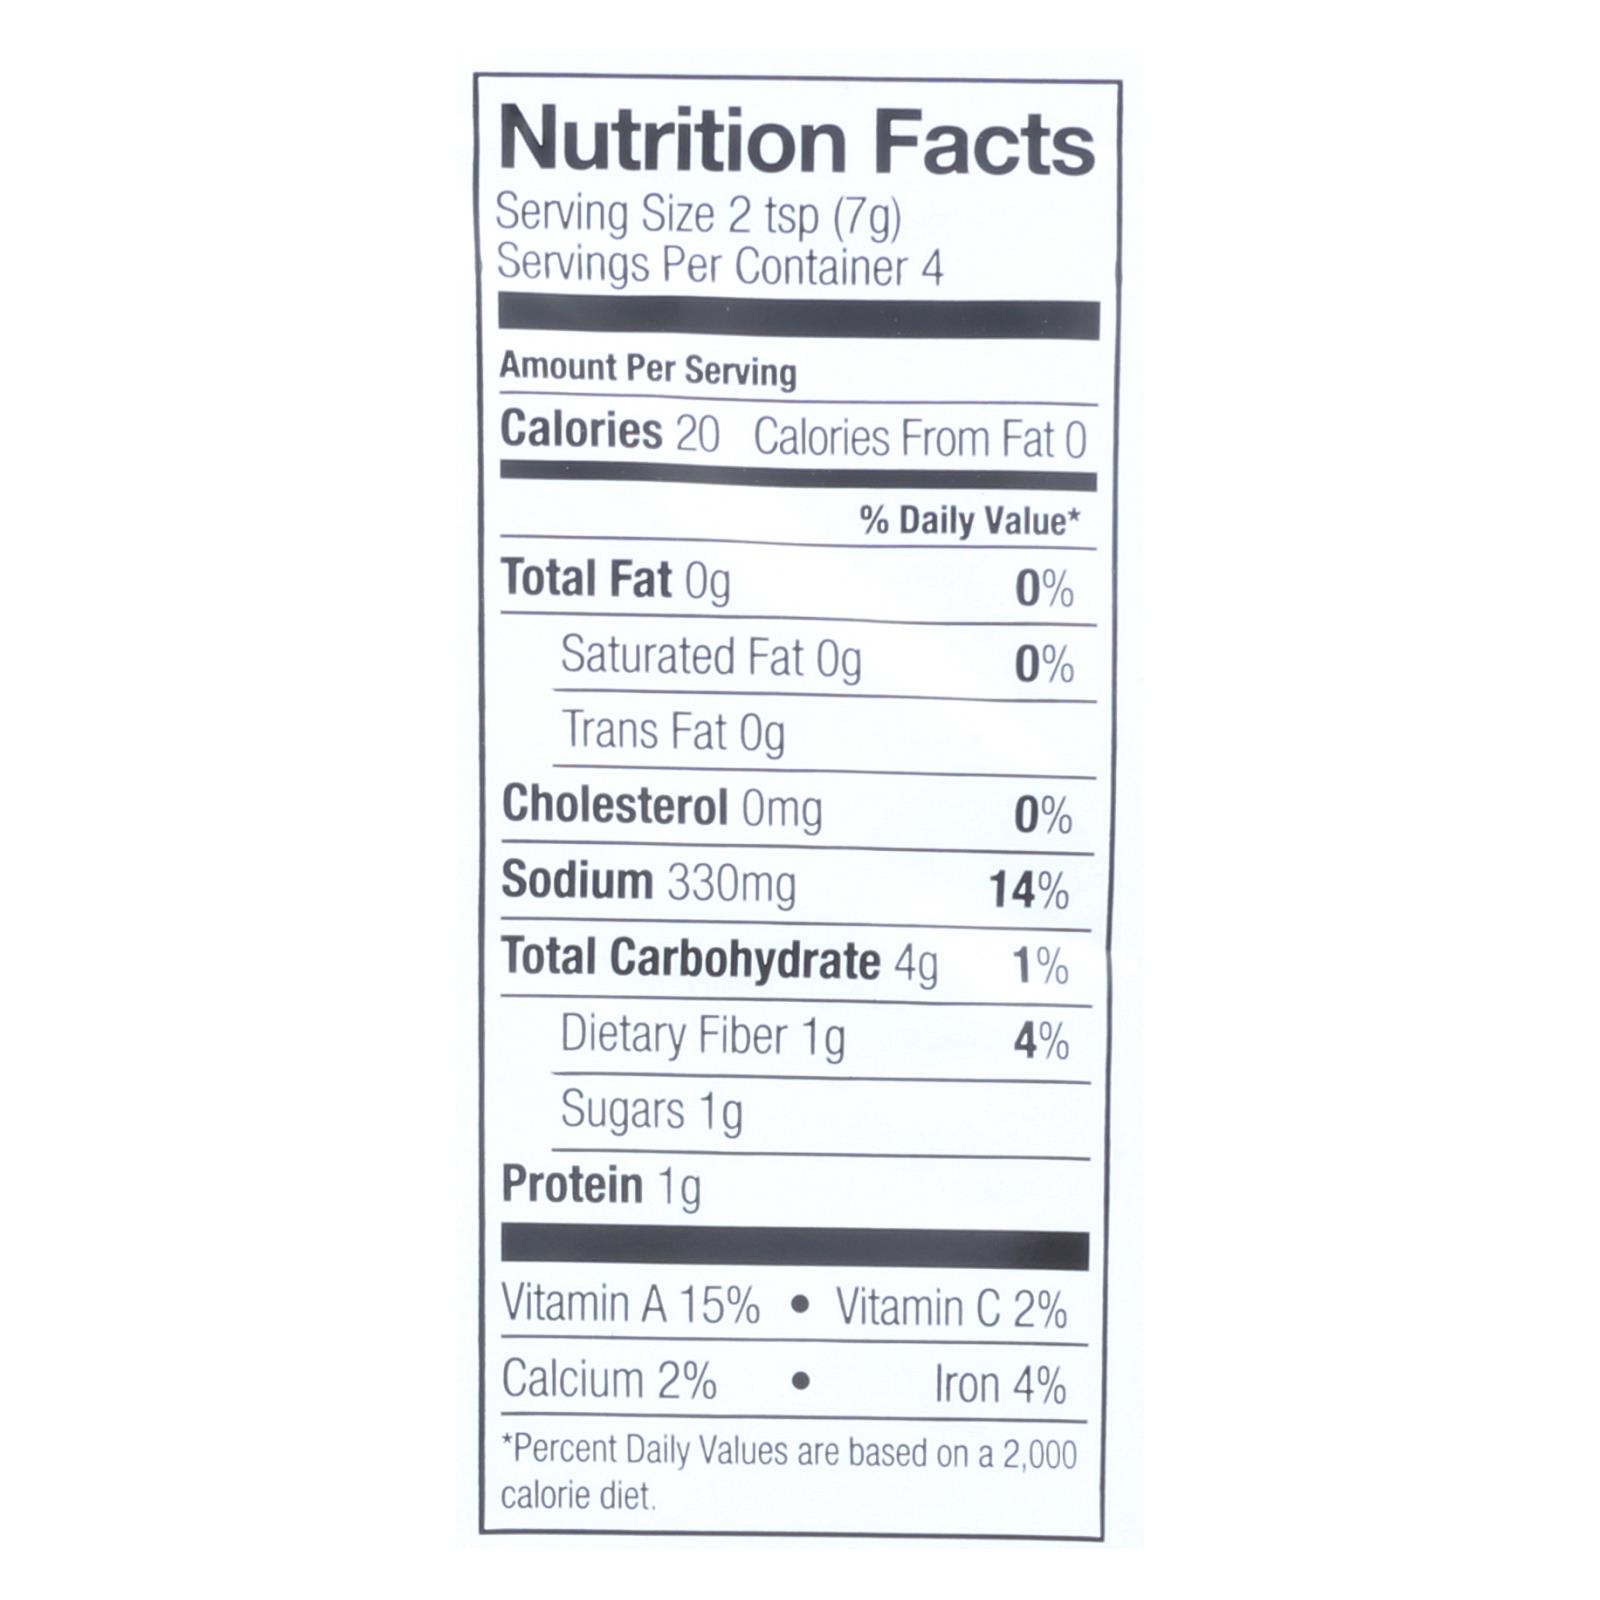 Nutrition Facts
Serving Size 2 tsp (7g)
Servings Per Container 4
Amount Per Serving
Calories 20 Calories From Fat 0
% Daily Value*
Total Fat 0g 0%
Saturated Fat 0g 0%
Trans Fat 0g
Cholesterol 0mg 0%
Sodium 330mg 14%
Total Carbohydrate 4g 1%
Dietary Fiber 1g 4%
Sugars 1g
Protein 1g
Vitamin A 15% • Vitamin C 2%
Calcium 2% • Iron 4%
*Percent Daily Values are based on a 2,000
calorie diet.